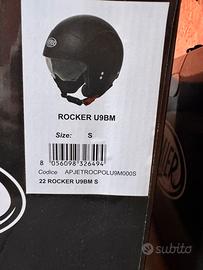 ROCKER U9BM
Size: S
8 056098 326494
Codice APJETROCPOLU9M000S
22 ROCKER U9BM S
subito